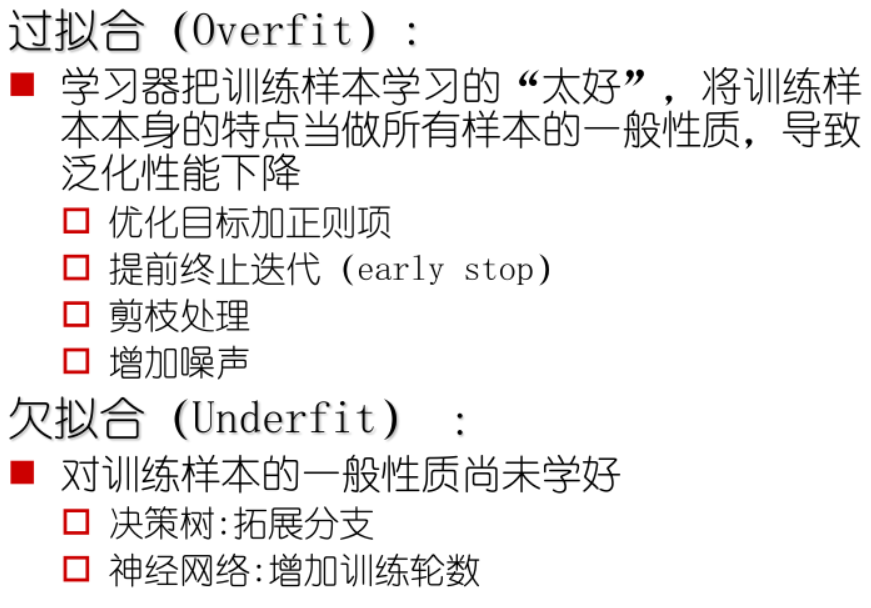 过拟合（Overfit）：
学习器把训练样本学习的“太好”，将训练样
本本身的特点当做所有样本的一般性质，导致
泛化性能下降
优化目标加正则项
提前终止迭代（early stop）
剪枝处理
增加噪声
欠拟合（Underfit） ：
对训练样本的一般性质尚未学好
决策树:拓展分支
神经网络:增加训练轮数